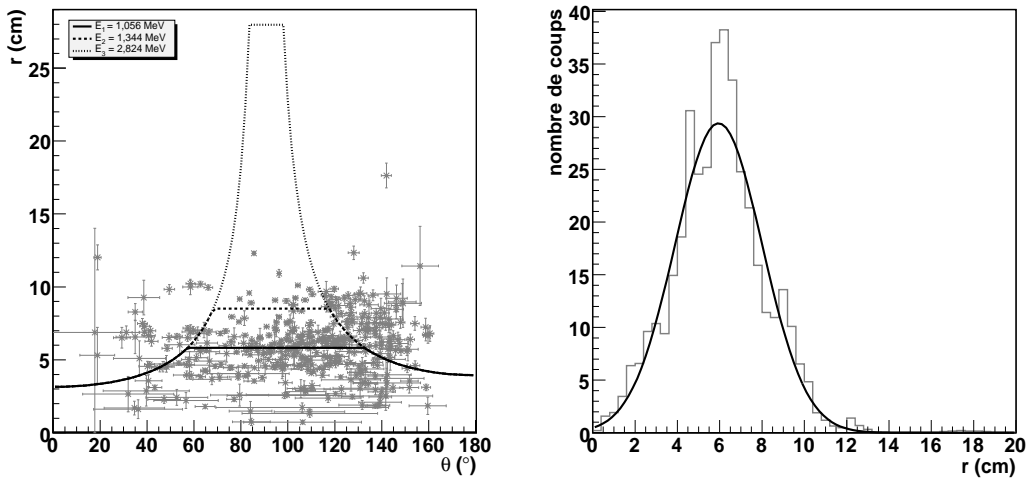 r (cm)
E1 = 1,056 MeV
E2 = 1,344 MeV
E3 = 2,824 MeV
25
20
15
10
5
0
0 20 40 60 80 100 120 140 160 180
θ (°)
nombre de coups
40
35
30
25
20
15
10
5
0
0 2 4 6 8 10 12 14 16 18 20
r (cm)